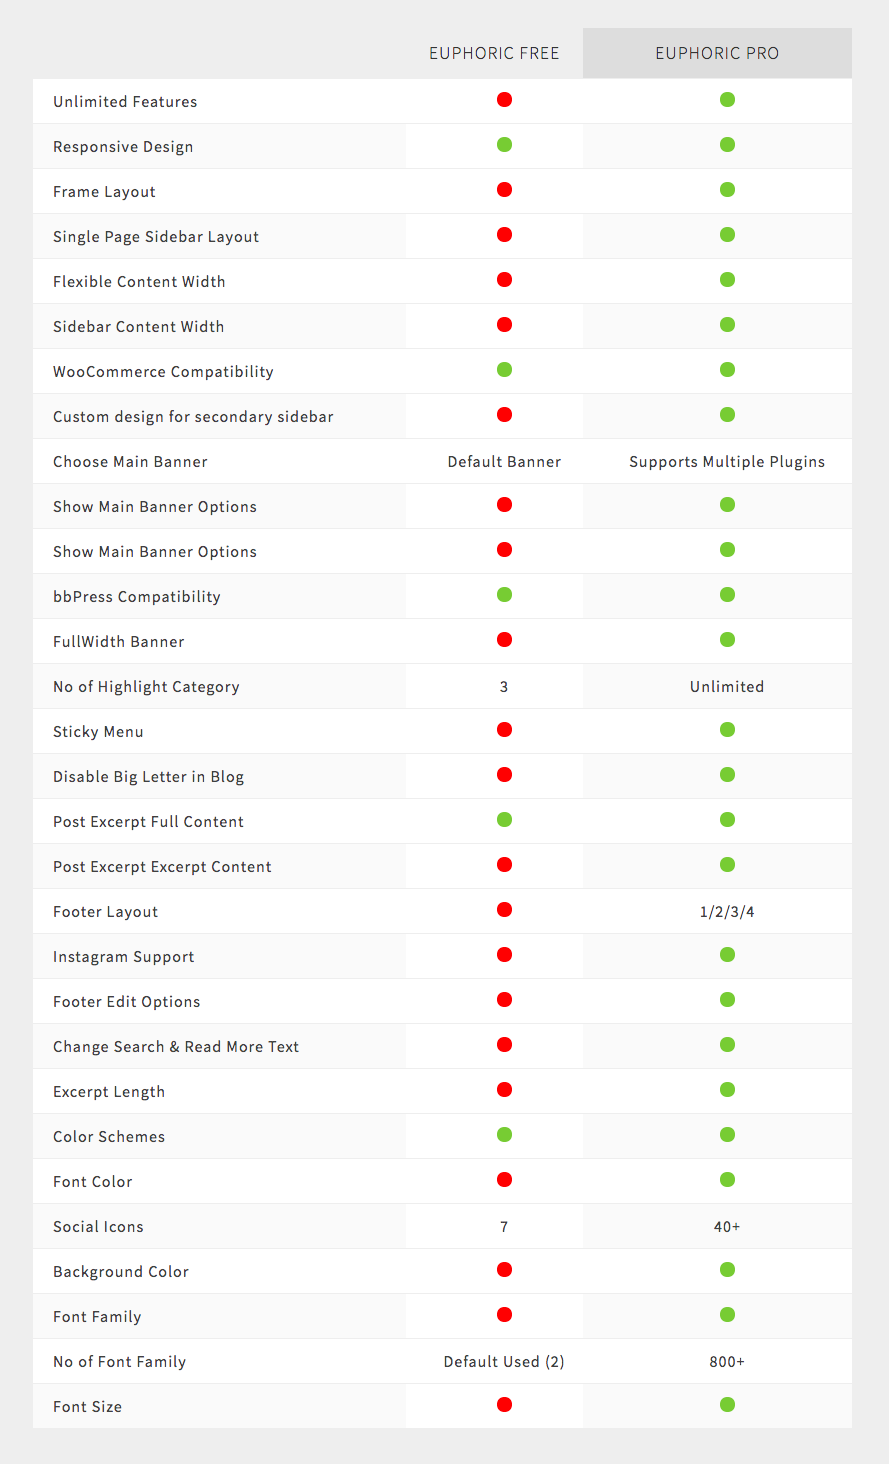 EUPHORIC FREE EUPHORIC PRO
Unlimited Features
Responsive Design
Frame Layout
Single Page Sidebar Layout
Flexible Content Width
Sidebar Content Width
WooCommerce Compatibility
Custom design for secondary sidebar
Choose Main Banner Default Banner Supports Multiple Plugins
Show Main Banner Options
Show Main Banner Options
bbPress Compatibility
FullWidth Banner
No of Highlight Category 3 Unlimited
Sticky Menu
Disable Big Letter in Blog
Post Excerpt Full Content
Post Excerpt Excerpt Content
Footer Layout 1/2/3/4
Instagram Support
Footer Edit Options
Change Search & Read More Text
Excerpt Length
Color Schemes
Font Color
Social Icons 7 40+
Background Color
Font Family
No of Font Family Default Used (2) 800+
Font Size